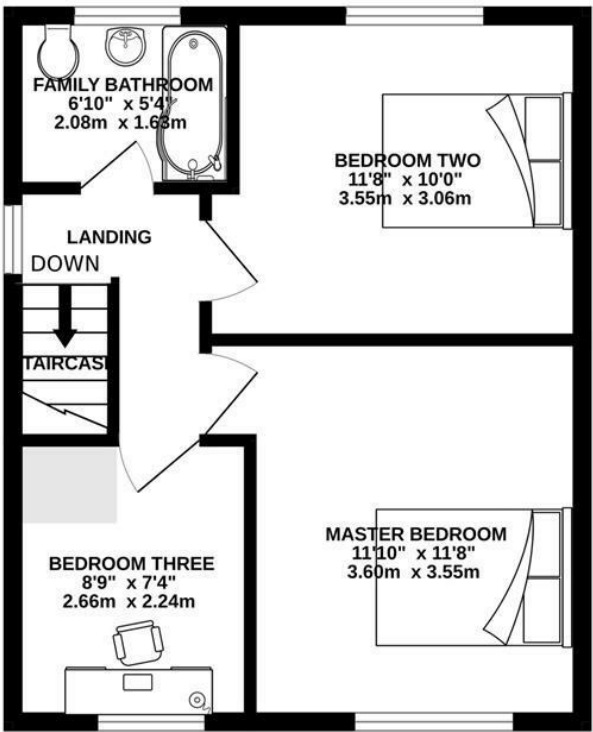 FAMILY BATHROOM
6'10" x 5'4"
2.08m x 1.63m
BEDROOM TWO
11'8" x 10'0"
3.55m x 3.06m
LANDING
DOWN
TAIRCAS
MASTER BEDROOM
11'10" x 11'8"
3.60m x 3.55m
BEDROOM THREE
8'9" x 7'4"
2.66m x 2.24m